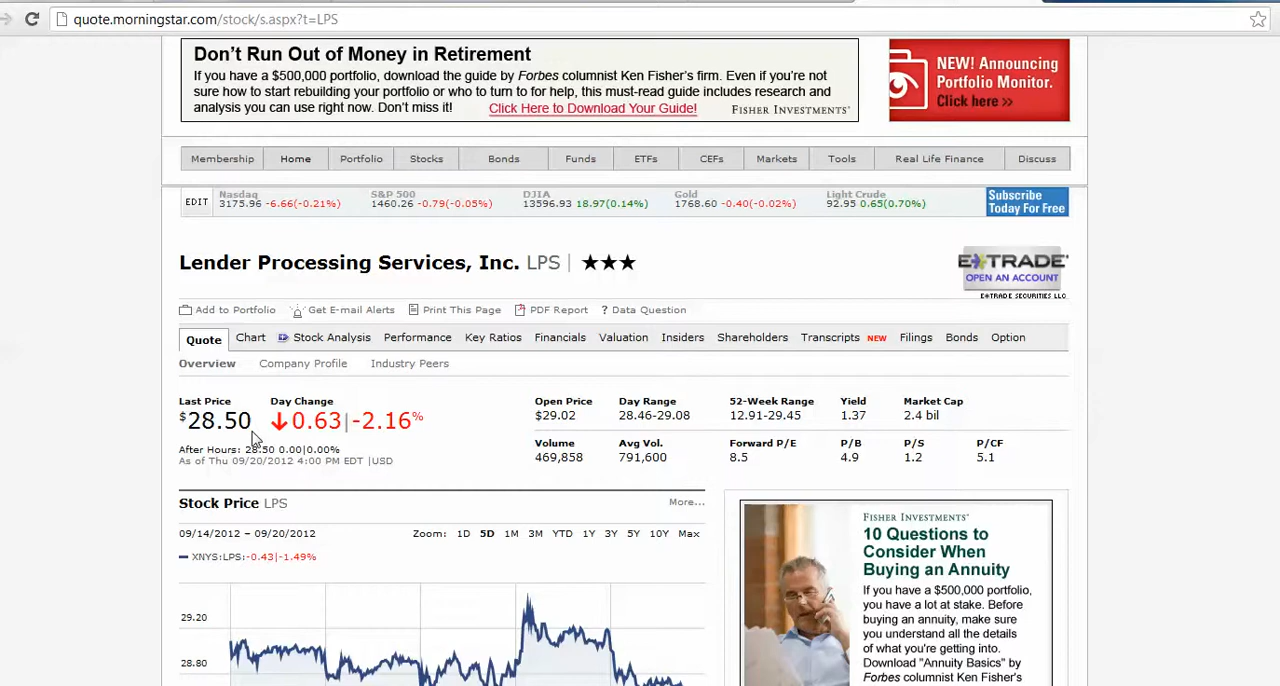 quote.morningstar.com/stock/s.aspx?t=LPS
Don't Run Out of Money in Retirement
If you have a $500,000 portfolio, download the guide by Forbes columnist Ken Fisher's firm. Even if you're not
sure how to start rebuilding your portfolio or who to turn to for help, this must-read guide includes research and
analysis you can use right now. Don't miss it! Click Here to Download Your Guide! FISHER INVESTMENTS
NEW! Announcing
Portfolio Monitor.
Click here >>
Membership Home Portfolio Stocks Bonds Funds ETFs CEFs Markets Tools Real Life Finance Discuss
EDIT
Nasdaq S&P 500 DJIA Gold Light Crude
3175.96 -6.66(-0.21%) 1460.26 -0.79(-0.05%) 13596.93 18.97(0.14%) 1768.60 -0.40(-0.02%) 92.95 0.65(0.70%)
Subscribe
Today For Free
Lender Processing Services, Inc. LPS | ★★★
E*TRADE
OPEN AN ACCOUNT
E*TRADE SECURITIES LLC
Add to Portfolio Get E-mail Alerts Print This Page PDF Report ? Data Question
Quote Chart Stock Analysis Performance Key Ratios Financials Valuation Insiders Shareholders Transcripts NEW Filings Bonds Option
Overview Company Profile Industry Peers
Last Price Day Change Open Price Day Range 52-Week Range Yield Market Cap
$28.50 ↓0.63|-2.16% $29.02 28.46-29.08 12.91-29.45 1.37 2.4 bil
Volume Avg Vol. Forward P/E P/B P/S P/CF
469,858 791,600 8.5 4.9 1.2 5.1
After Hours: 28.50 0.00|0.00%
As of Thu 09/20/2012 4:00 PM EDT |USD
Stock Price LPS More...
09/14/2012 – 09/20/2012 Zoom: 1D 5D 1M 3M YTD 1Y 3Y 5Y 10Y Max
XNYS:LPS:-0.43|-1.49%
29.20
28.80
FISHER INVESTMENTS
10 Questions to
Consider When
Buying an Annuity
If you have a $500,000
portfolio, you have a lot at stake. Before
buying an annuity, make sure
you understand all the details
of what you're getting into.
Download "Annuity Basics" by
Forbes columnist Ken Fisher's